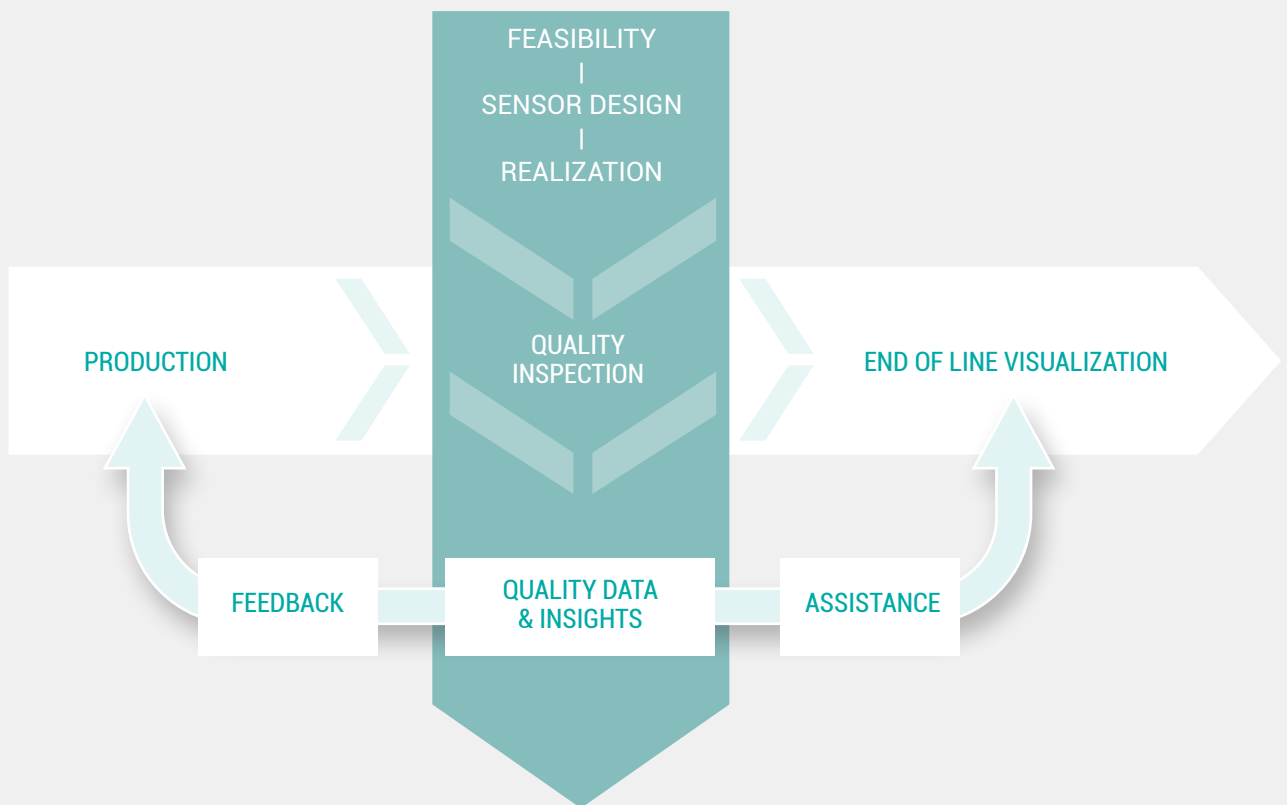 FEASIBILITY
|
SENSOR DESIGN
|
REALIZATION
PRODUCTION
QUALITY
INSPECTION
END OF LINE VISUALIZATION
FEEDBACK
QUALITY DATA
& INSIGHTS
ASSISTANCE